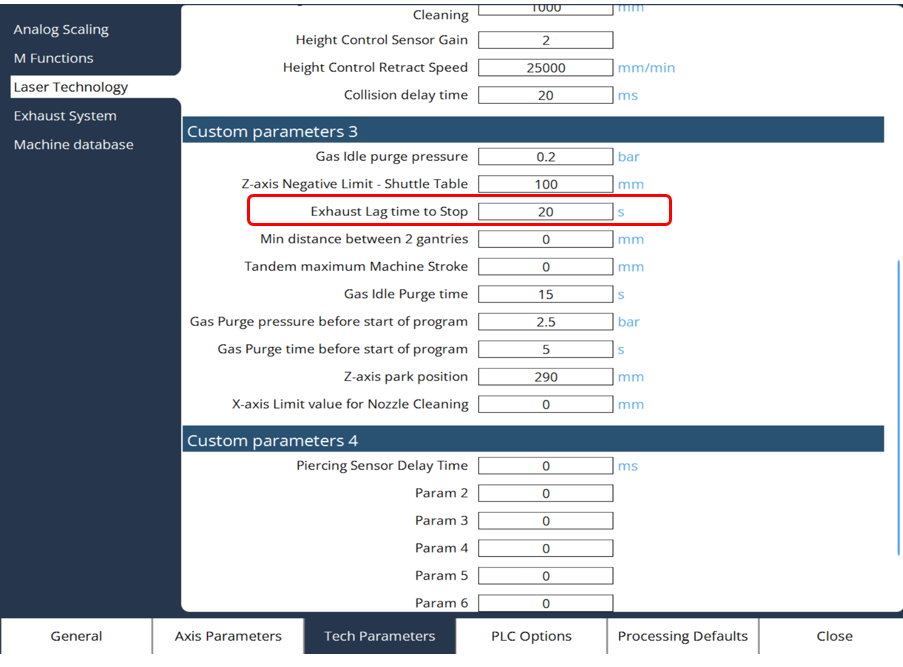 Analog Scaling
M Functions
Laser Technology
Exhaust System
Machine database
Cleaning 1000 mm
Height Control Sensor Gain 2
Height Control Retract Speed 25000 mm/min
Collision delay time 20 ms
Custom parameters 3
Gas Idle purge pressure 0.2 bar
Z-axis Negative Limit - Shuttle Table 100 mm
Exhaust Lag time to Stop 20 s
Min distance between 2 gantries 0 mm
Tandem maximum Machine Stroke 0 mm
Gas Idle Purge time 15 s
Gas Purge pressure before start of program 2.5 bar
Gas Purge time before start of program 5 s
Z-axis park position 290 mm
X-axis Limit value for Nozzle Cleaning 0 mm
Custom parameters 4
Piercing Sensor Delay Time 0 ms
Param 2 0
Param 3 0
Param 4 0
Param 5 0
Param 6 0
General Axis Parameters Tech Parameters PLC Options Processing Defaults Close